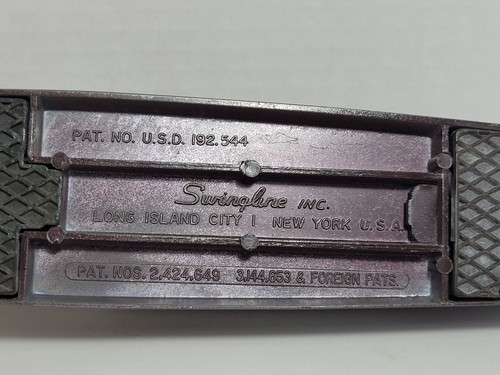 PAT. NO. U.S.D. 192.544
Swingline INC.
LONG ISLAND CITY 1 NEW YORK U.S.A.
PAT. NOS. 2,424,649 3,144,653 & FOREIGN PATS.